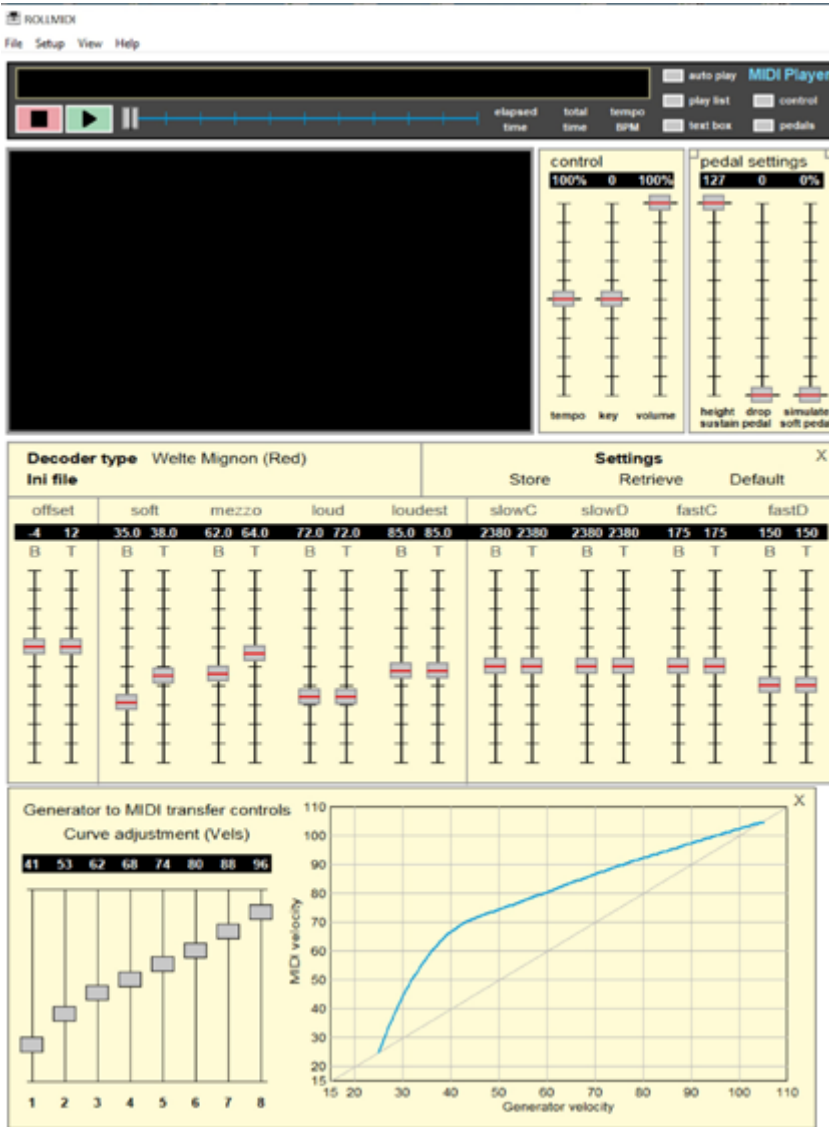 ROLLMIDI
File Setup View Help
auto play MIDI Player
play list control
elapsed time total time tempo BPM text box pedals
control
100% 0 100%
tempo key volume
pedal settings
127 0 0%
height drop simulate
sustain pedal soft pedal
Decoder type Welte Mignon (Red) Settings X
Ini file Store Retrieve Default
offset soft mezzo loud loudest slowC slowD fastC fastD
-4 12 35.0 38.0 62.0 64.0 72.0 72.0 85.0 85.0 2380 2380 2380 2380 175 175 150 150
B T B T B T B T B T B T B T B T B T
Generator to MIDI transfer controls X
Curve adjustment (Vels)
41 53 62 68 74 80 88 96
1 2 3 4 5 6 7 8
110
100
90
80
70
60
50
40
30
20
15
MIDI velocity
15 20 30 40 50 60 70 80 90 100 110
Generator velocity